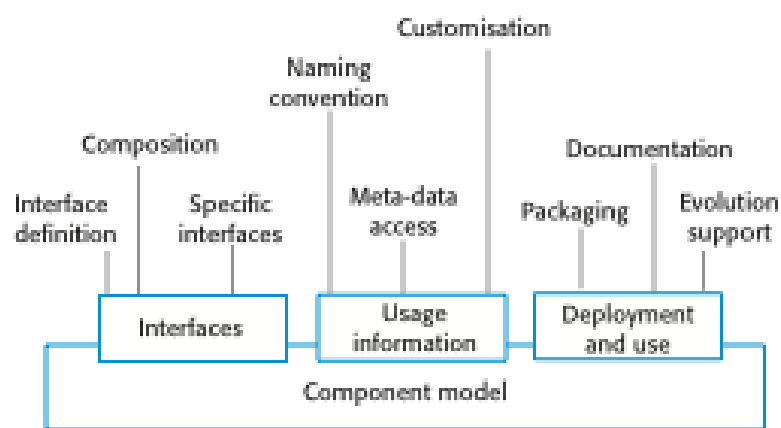 Customisation
Naming
convention
Composition
Documentation
Interface
definition
Specific
interfaces
Meta-data
access
Packaging
Evolution
support
Interfaces
Usage
information
Deployment
and use
Component model